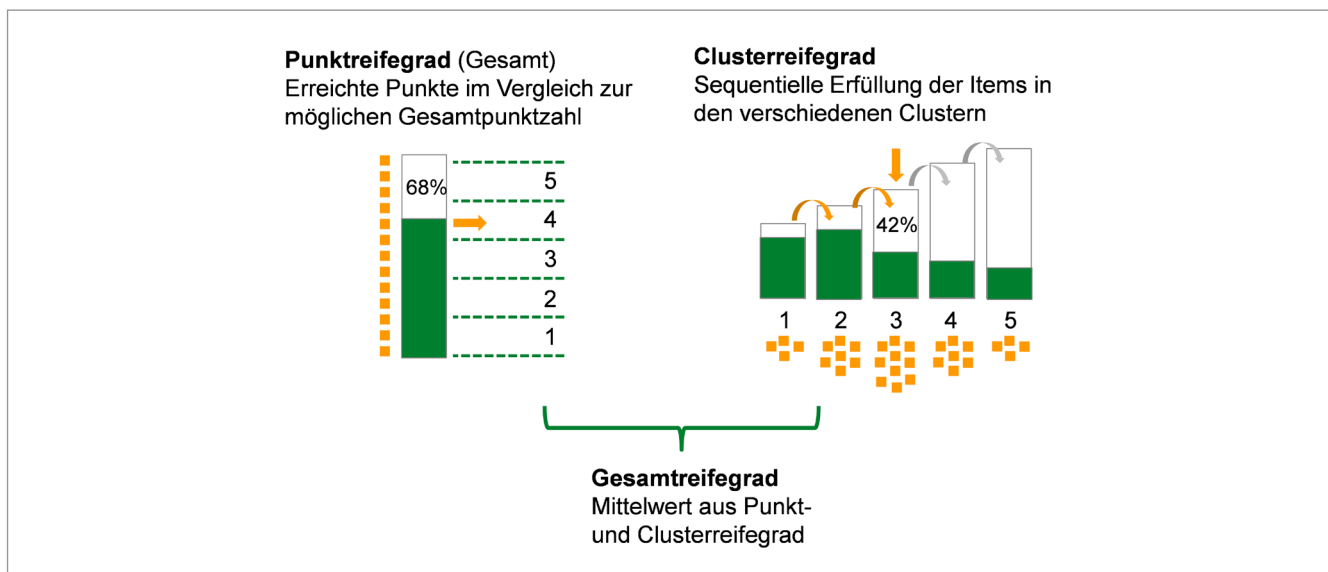 Punktreifegrad (Gesamt)
Erreichte Punkte im Vergleich zur
möglichen Gesamtpunktzahl
68%
5
4
3
2
1
Clusterreifegrad
Sequentielle Erfüllung der Items in
den verschiedenen Clustern
42%
1 2 3 4 5
Gesamtreifegrad
Mittelwert aus Punkt-
und Clusterreifegrad